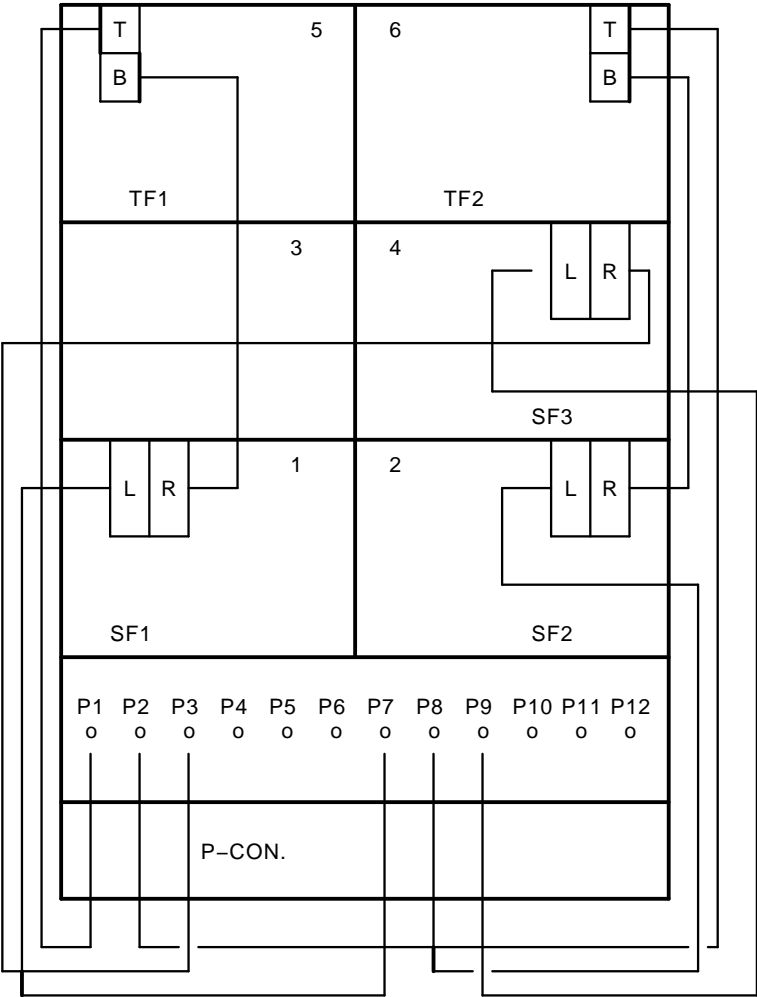 T 5 6 T
B B
TF1 TF2
3 4 L R
SF3
L R 1 2 L R
SF1 SF2
P1 P2 P3 P4 P5 P6 P7 P8 P9 P10 P11 P12
o o o o o o o o o o o o
P–CON.